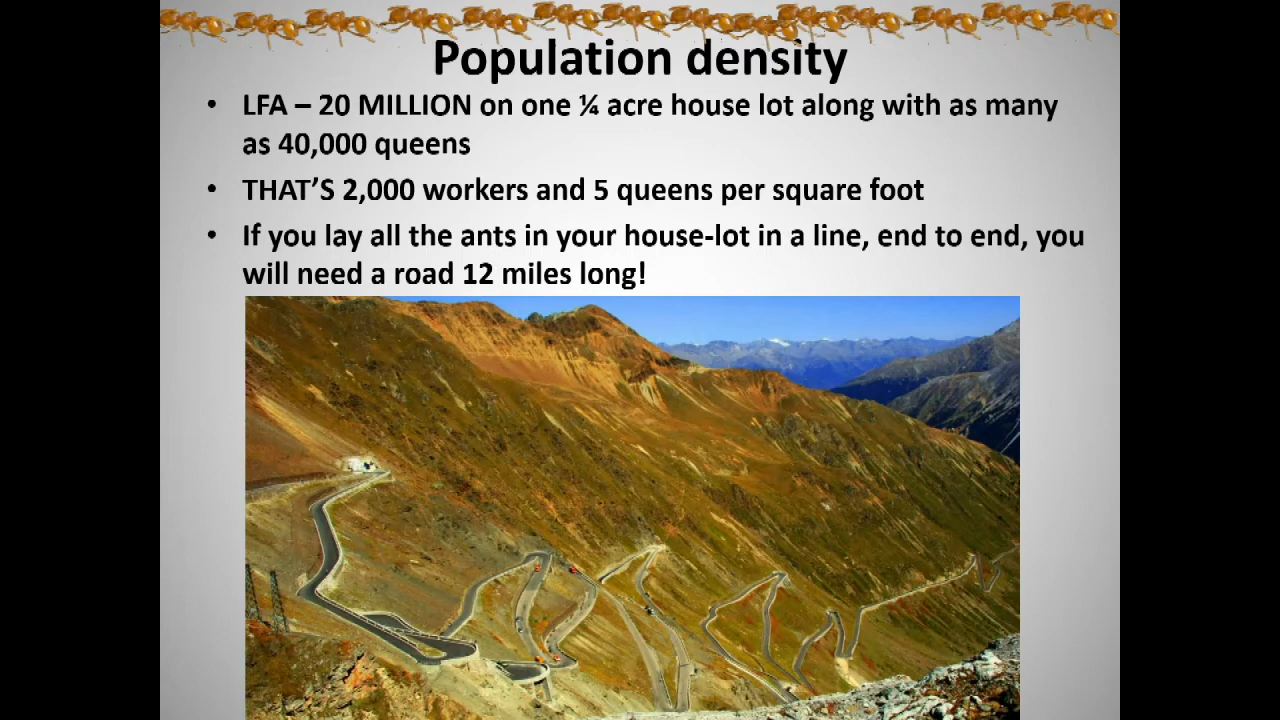 Population density
• LFA – 20 MILLION on one ¼ acre house lot along with as many
as 40,000 queens
• THAT’S 2,000 workers and 5 queens per square foot
• If you lay all the ants in your house-lot in a line, end to end, you
will need a road 12 miles long!